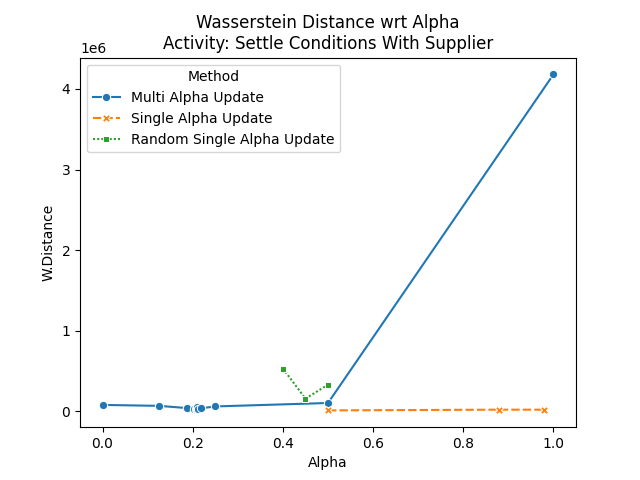 Wasserstein Distance wrt Alpha
Activity: Settle Conditions With Supplier
1e6
Method
Multi Alpha Update
Single Alpha Update
Random Single Alpha Update
4
3
2
1
0
W.Distance
0.0 0.2 0.4 0.6 0.8 1.0
Alpha